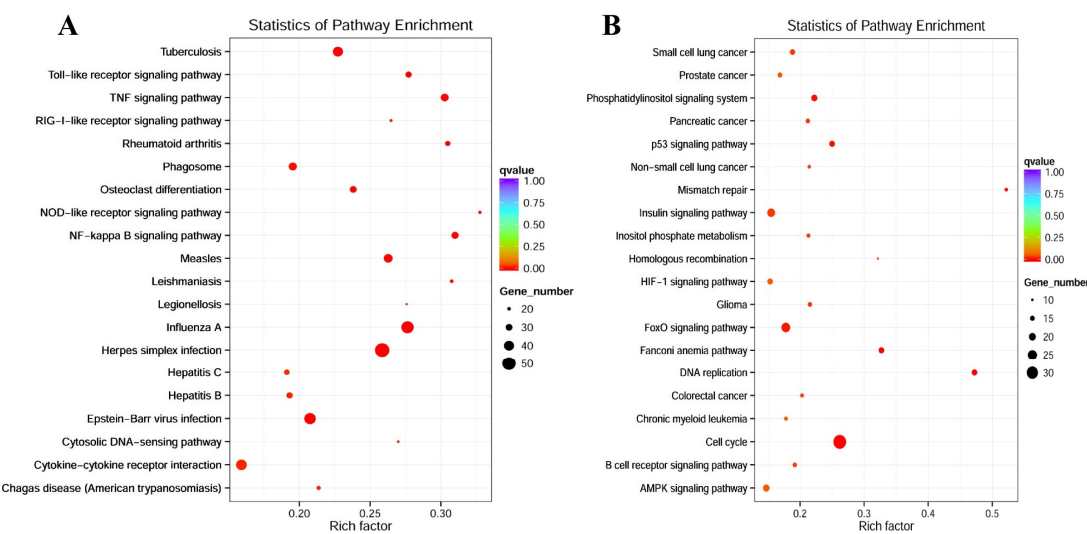 A
Statistics of Pathway Enrichment
Tuberculosis
Toll−like receptor signaling pathway
TNF signaling pathway
RIG−I−like receptor signaling pathway
Rheumatoid arthritis
Phagosome
Osteoclast differentiation
NOD−like receptor signaling pathway
NF−kappa B signaling pathway
Measles
Leishmaniasis
Legionellosis
Influenza A
Herpes simplex infection
Hepatitis C
Hepatitis B
Epstein−Barr virus infection
Cytosolic DNA−sensing pathway
Cytokine−cytokine receptor interaction
Chagas disease (American trypanosomiasis)
0.20 0.25 0.30
Rich factor
qvalue
1.00
0.75
0.50
0.25
0.00
Gene_number
20
30
40
50
B
Statistics of Pathway Enrichment
Small cell lung cancer
Prostate cancer
Phosphatidylinositol signaling system
Pancreatic cancer
p53 signaling pathway
Non−small cell lung cancer
Mismatch repair
Insulin signaling pathway
Inositol phosphate metabolism
Homologous recombination
HIF−1 signaling pathway
Glioma
FoxO signaling pathway
Fanconi anemia pathway
DNA replication
Colorectal cancer
Chronic myeloid leukemia
Cell cycle
B cell receptor signaling pathway
AMPK signaling pathway
0.2 0.3 0.4 0.5
Rich factor
qvalue
1.00
0.75
0.50
0.25
0.00
Gene_number
10
15
20
25
30